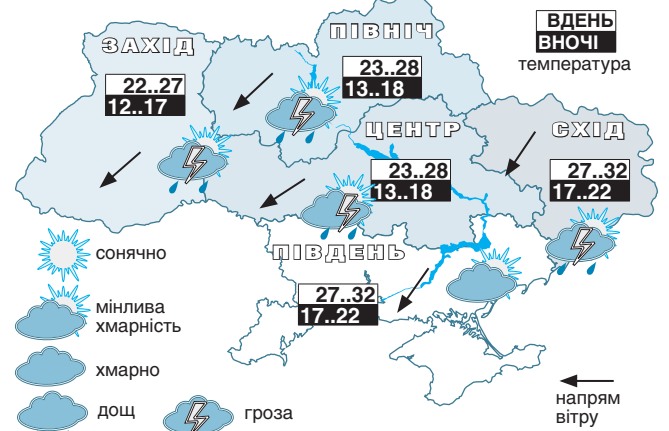 ЗАХІД
22..27
12..17
ПІВНІЧ
23..28
13..18
ВДЕНЬ
ВНОЧІ
температура
ЦЕНТР
23..28
13..18
СХІД
27..32
17..22
ПІВДЕНЬ
27..32
17..22
сонячно
мінлива
хмарність
хмарно
дощ
гроза
напрям
вітру